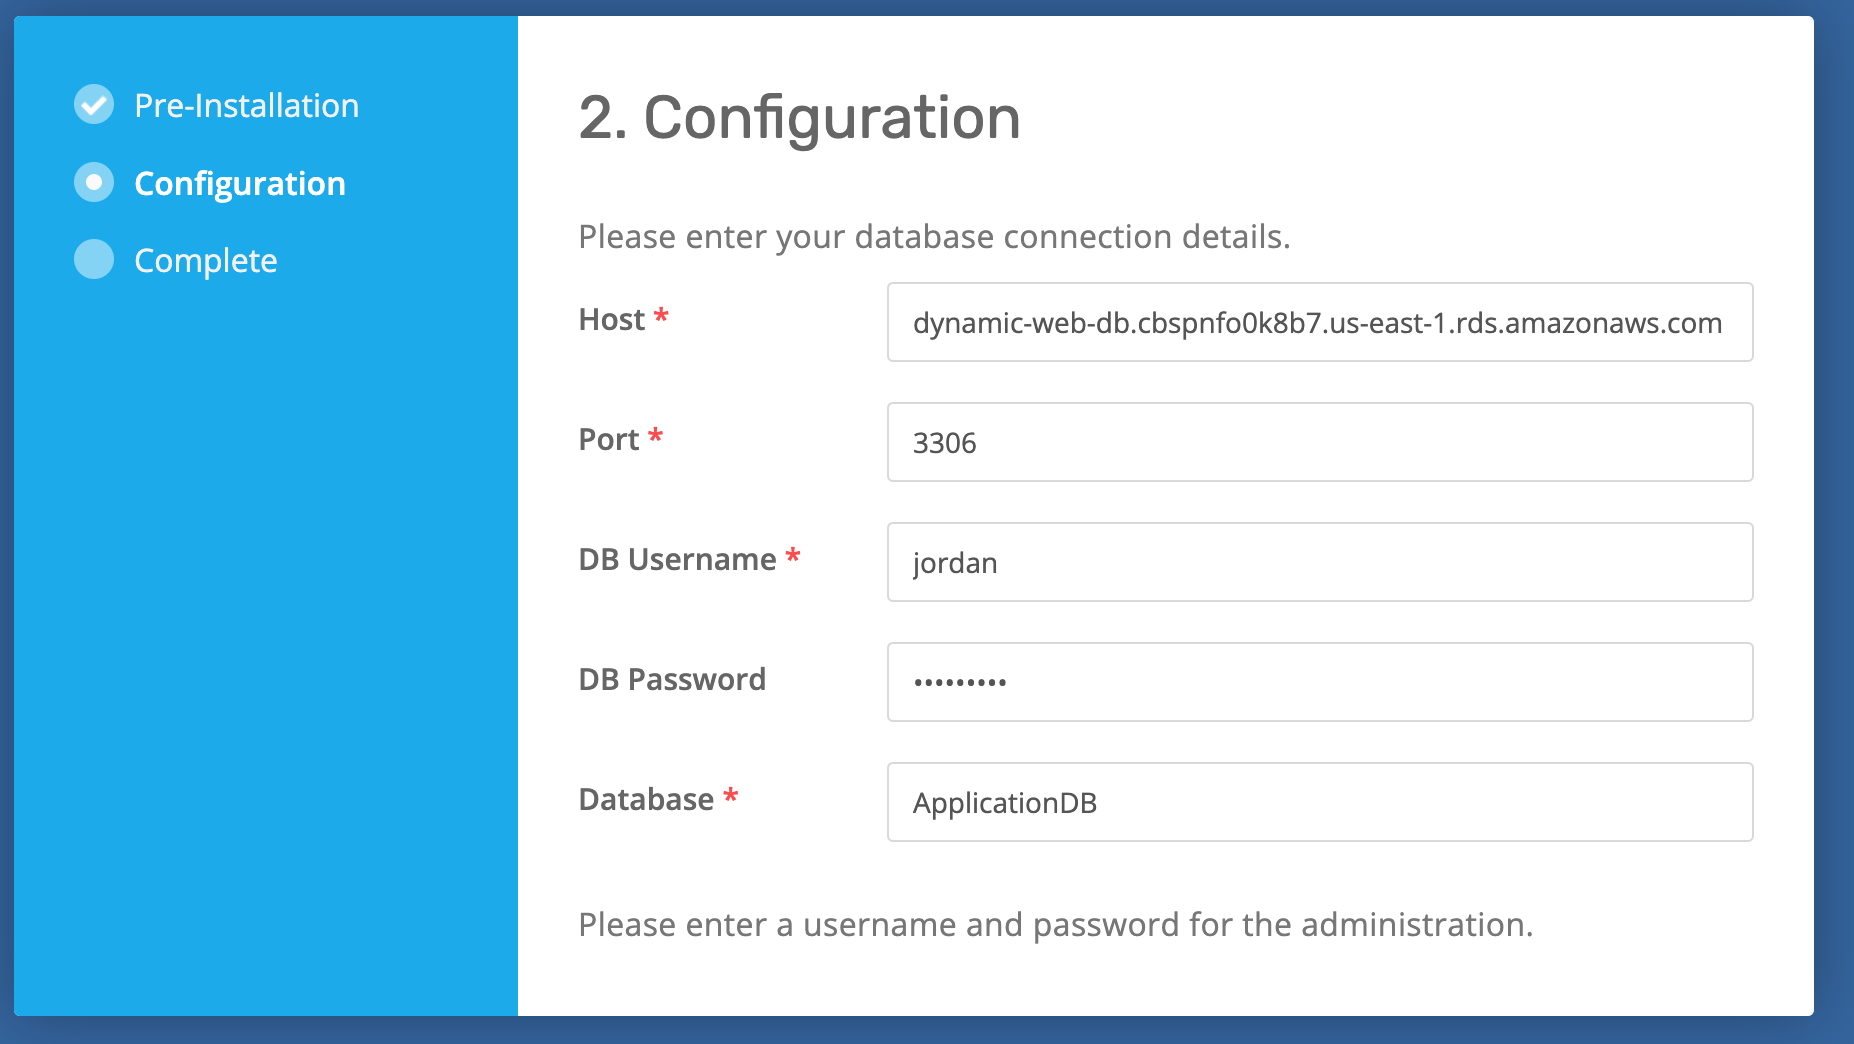 Pre-Installation
Configuration
Complete
2. Configuration
Please enter your database connection details.
Host *
dynamic-web-db.cbspnfo0k8b7.us-east-1.rds.amazonaws.com
Port *
3306
DB Username *
jordan
DB Password
•••••••••
Database *
ApplicationDB
Please enter a username and password for the administration.